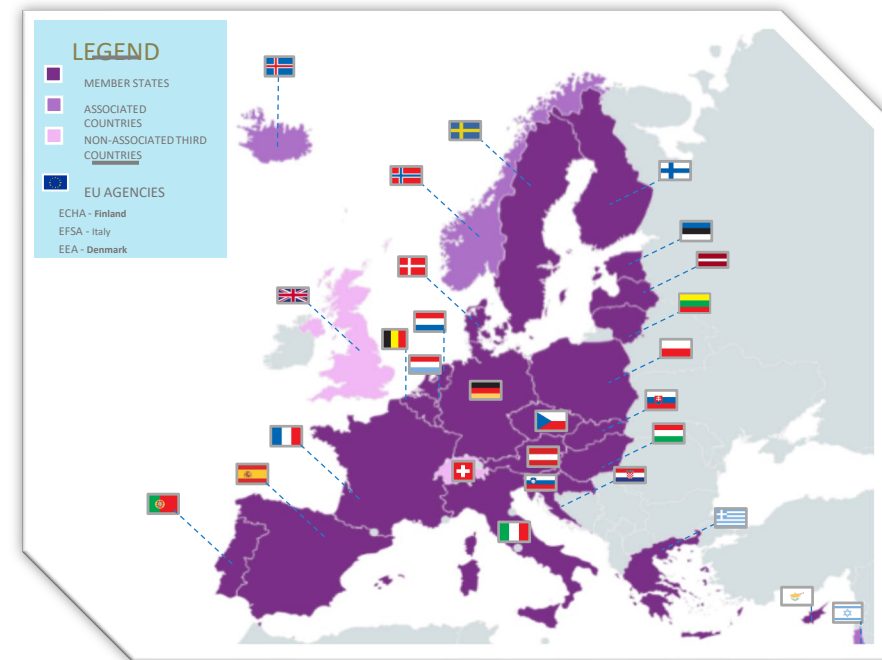 LEGEND
MEMBER STATES
ASSOCIATED
COUNTRIES
NON-ASSOCIATED THIRD
COUNTRIES
EU AGENCIES
ECHA - Finland
EFSA - Italy
EEA - Denmark